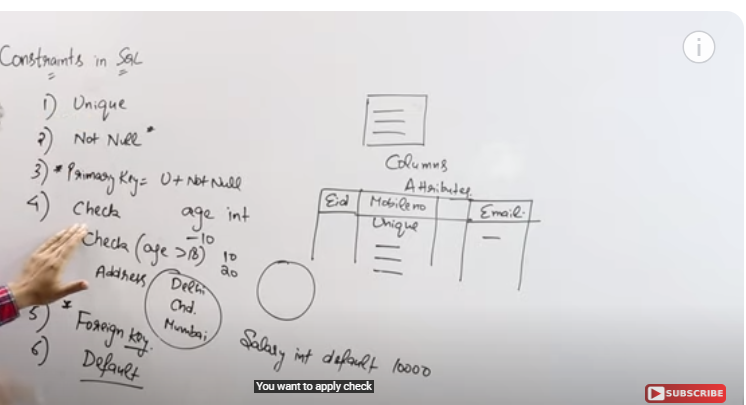 Constraints in SQL
1) Unique
2) Not Null *
3) * Primary Key = U + Not Null
4) Check age int
-10
Check (age > 18) 10
20
Address Delhi
Chd.
Mumbai
5) * Foreign Key.
6) Default
Salary int default 10000
Columns
Attributes
Eid Mobileno Email.
Unique
i
You want to apply check
SUBSCRIBE